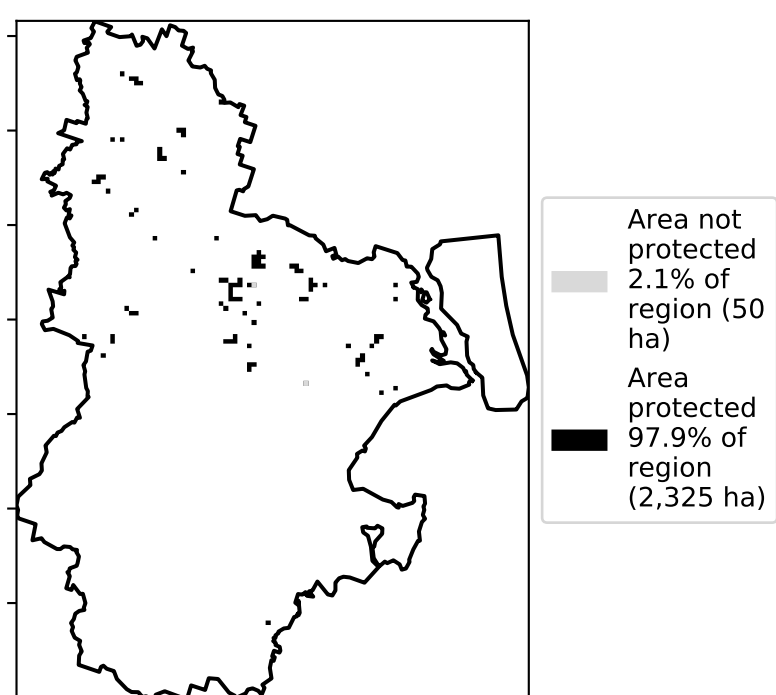 Area not
protected
2.1% of
region (50
ha)
Area
protected
97.9% of
region
(2,325 ha)